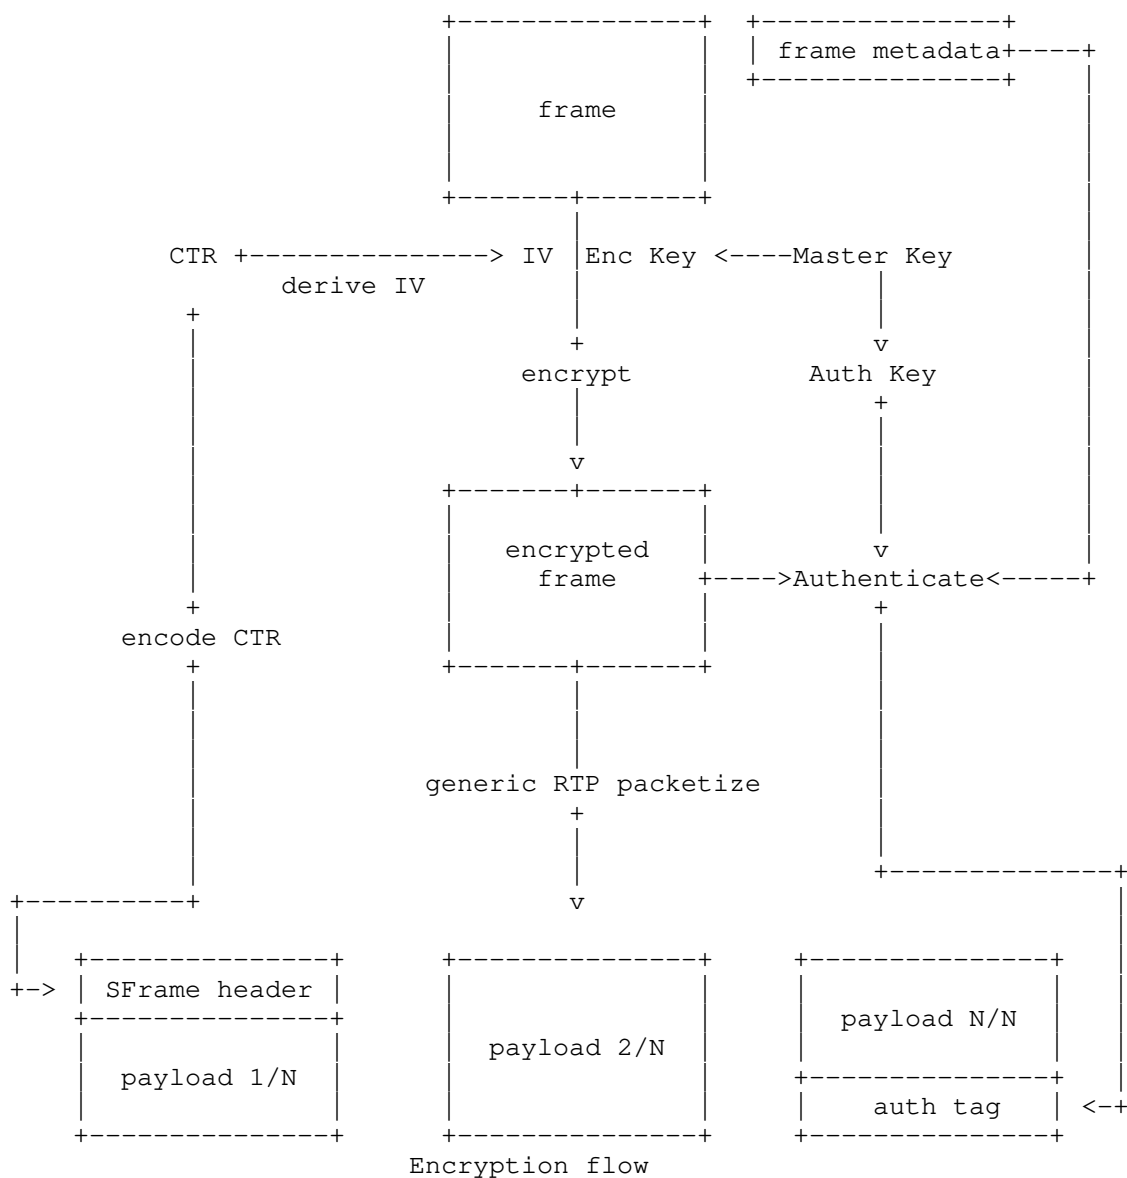 frame metadata
frame
CTR IV Enc Key Master Key
derive IV
encrypt Auth Key
encrypted
frame Authenticate
encode CTR
generic RTP packetize
SFrame header
payload N/N
payload 2/N
payload 1/N
auth tag
Encryption flow